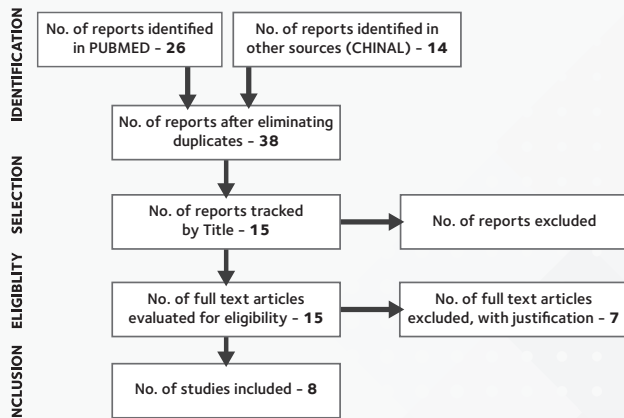 IDENTIFICATION
No. of reports identified
in PUBMED - 26
No. of reports identified in
other sources (CHINAL) - 14
No. of reports after eliminating
duplicates - 38
SELECTION
No. of reports tracked
by Title - 15
No. of reports excluded
ELIGIBLITY
No. of full text articles
evaluated for eligibility - 15
No. of full text articles
excluded, with justification - 7
NCLUSION
No. of studies included - 8